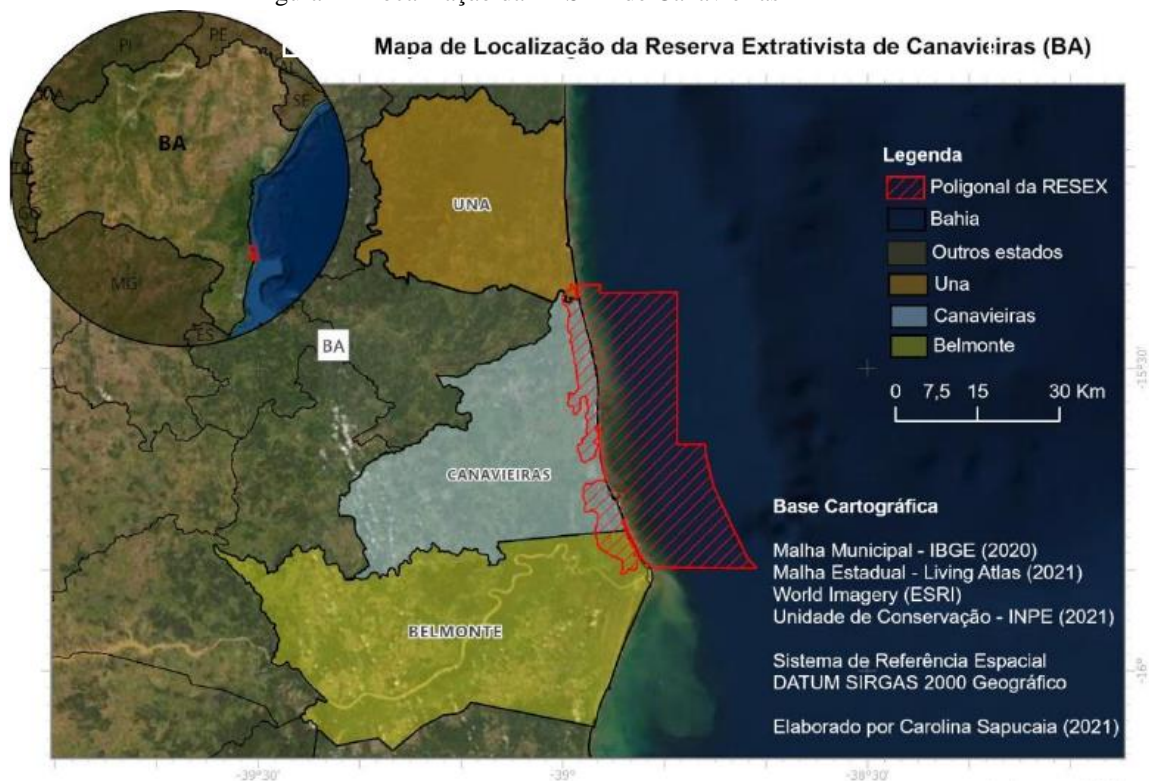 Mapa de Localização da Reserva Extrativista de Canavieiras (BA)
PI
PE
SE
BA
MG
ES
UNA
BA
CANAVIEIRAS
BELMONTE
Legenda
Poligonal da RESEX
Bahia
Outros estados
Una
Canavieiras
Belmonte
0 7,5 15 30 Km
Base Cartográfica
Malha Municipal - IBGE (2020)
Malha Estadual - Living Atlas (2021)
World Imagery (ESRI)
Unidade de Conservação - INPE (2021)
Sistema de Referência Espacial
DATUM SIRGAS 2000 Geográfico
Elaborado por Carolina Sapucaia (2021)
-15°30'
-16°
-39°30'
-39°
-38°30'